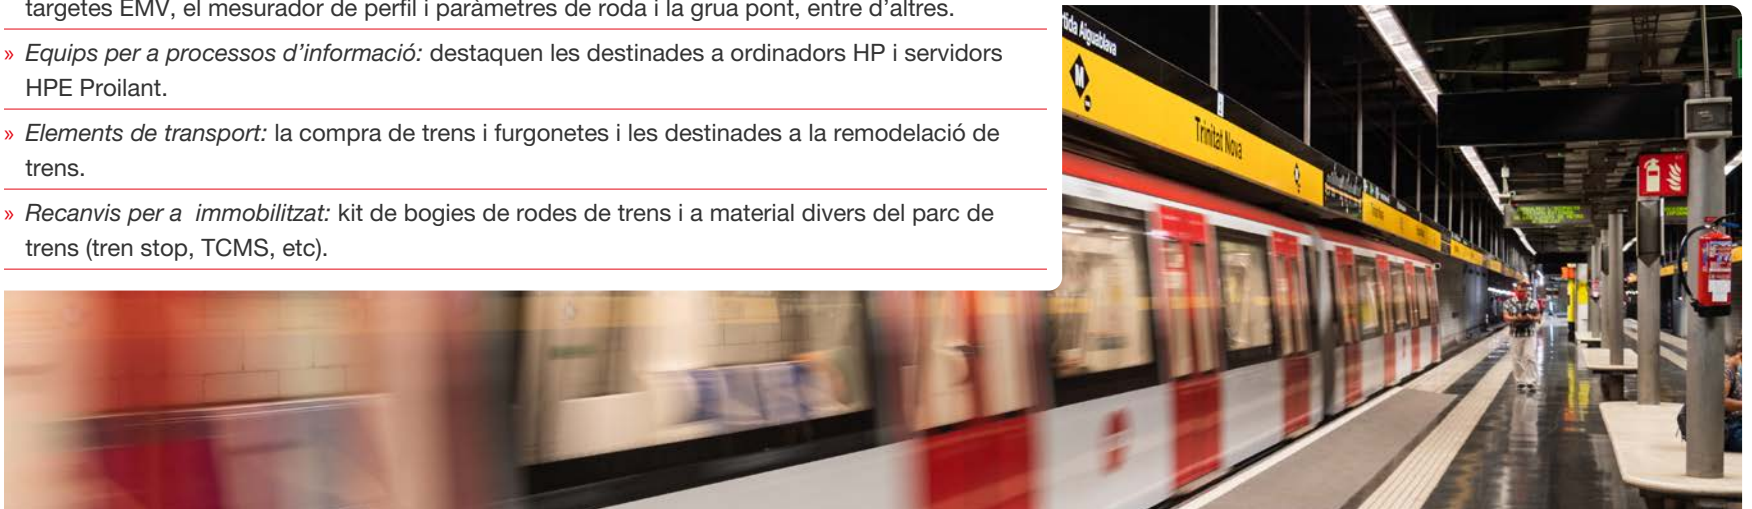 targetes EMV, el mesurador de perfil i paràmetres de roda i la grua pont, entre d’altres.
» Equips per a processos d’informació: destaquen les destinades a ordinadors HP i servidors
HPE Proilant.
» Elements de transport: la compra de trens i furgonetes i les destinades a la remodelació de
trens.
» Recanvis per a  immobilitzat: kit de bogies de rodes de trens i a material divers del parc de
trens (tren stop, TCMS, etc).
Aiguablava
M
Trinitat Nova